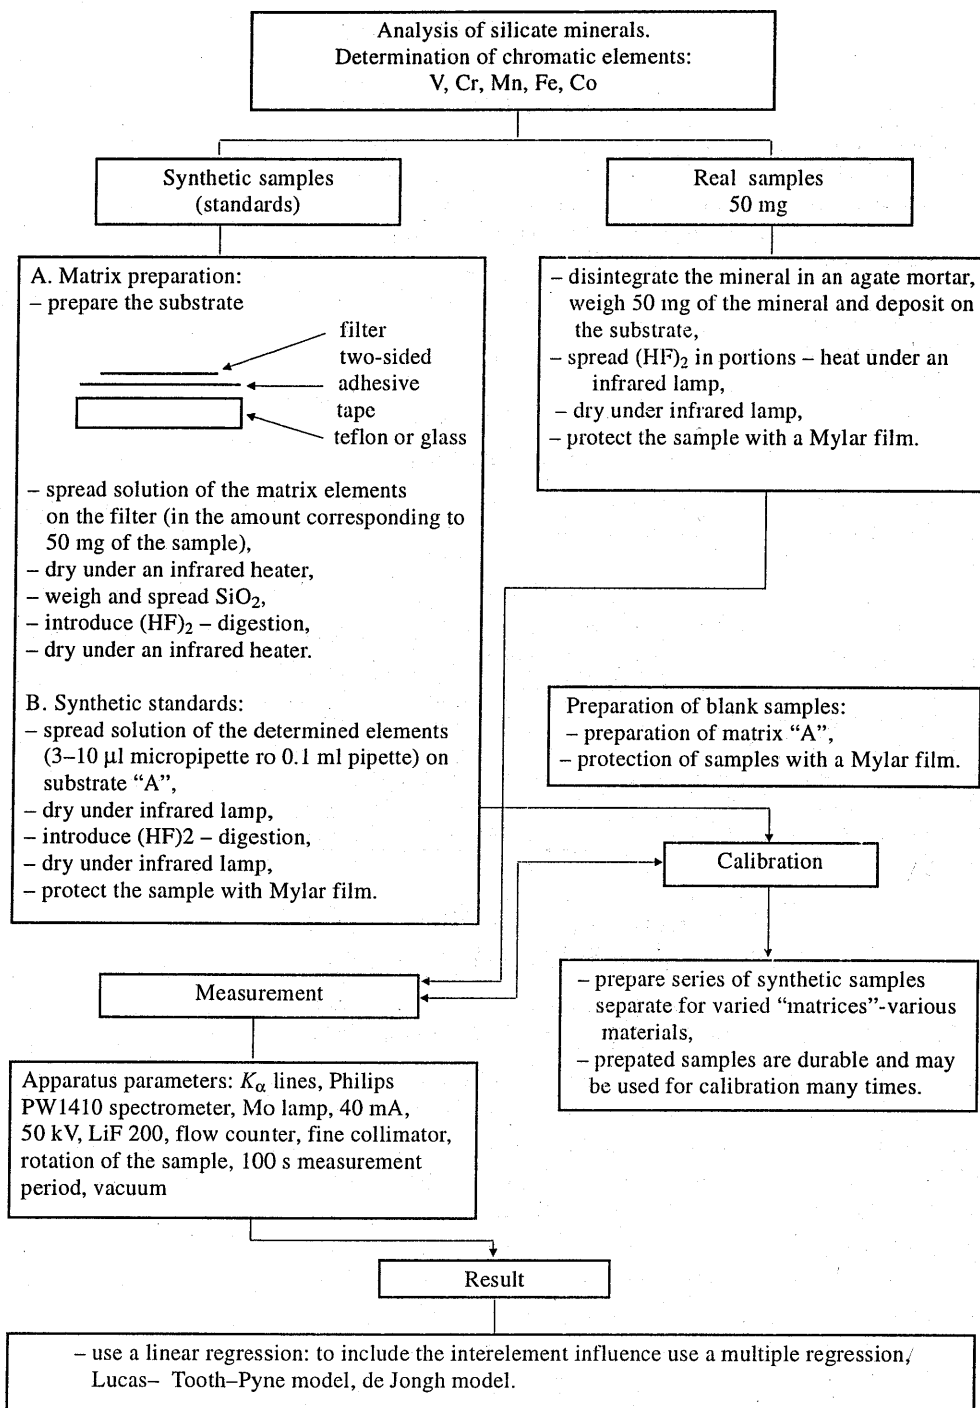 Analysis of silicate minerals.
Determination of chromatic elements:
V, Cr, Mn, Fe, Co
Synthetic samples
(standards)
Real samples
50 mg
A. Matrix preparation:
– prepare the substrate
filter
two-sided
adhesive
tape
teflon or glass
– spread solution of the matrix elements
on the filter (in the amount corresponding to
50 mg of the sample),
– dry under an infrared heater,
– weigh and spread SiO₂,
– introduce (HF)₂ – digestion,
– dry under an infrared heater.
B. Synthetic standards:
– spread solution of the determined elements
(3–10 µl micropipette ro 0.1 ml pipette) on
substrate “A”,
– dry under infrared lamp,
– introduce (HF)2 – digestion,
– dry under infrared lamp,
– protect the sample with Mylar film.
– disintegrate the mineral in an agate mortar,
weigh 50 mg of the mineral and deposit on
the substrate,
– spread (HF)₂ in portions – heat under an
infrared lamp,
– dry under infrared lamp,
– protect the sample with a Mylar film.
Preparation of blank samples:
– preparation of matrix “A”,
– protection of samples with a Mylar film.
Calibration
– prepare series of synthetic samples
separate for varied “matrices”-various
materials,
– prepated samples are durable and may
be used for calibration many times.
Measurement
Apparatus parameters: Kα lines, Philips
PW1410 spectrometer, Mo lamp, 40 mA,
50 kV, LiF 200, flow counter, fine collimator,
rotation of the sample, 100 s measurement
period, vacuum
Result
– use a linear regression: to include the interelement influence use a multiple regression,
Lucas– Tooth–Pyne model, de Jongh model.